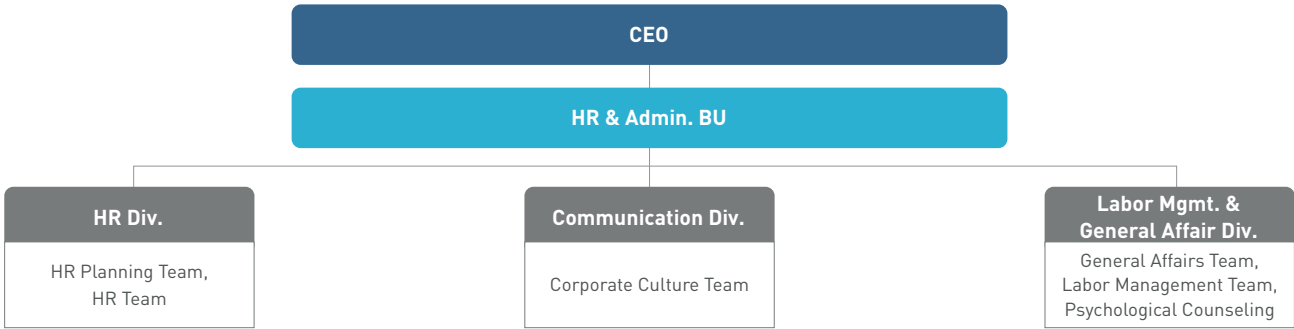 CEO
HR & Admin. BU
HR Div.
HR Planning Team,
HR Team
Communication Div.
Corporate Culture Team
Labor Mgmt. &
General Affair Div.
General Affairs Team,
Labor Management Team,
Psychological Counseling